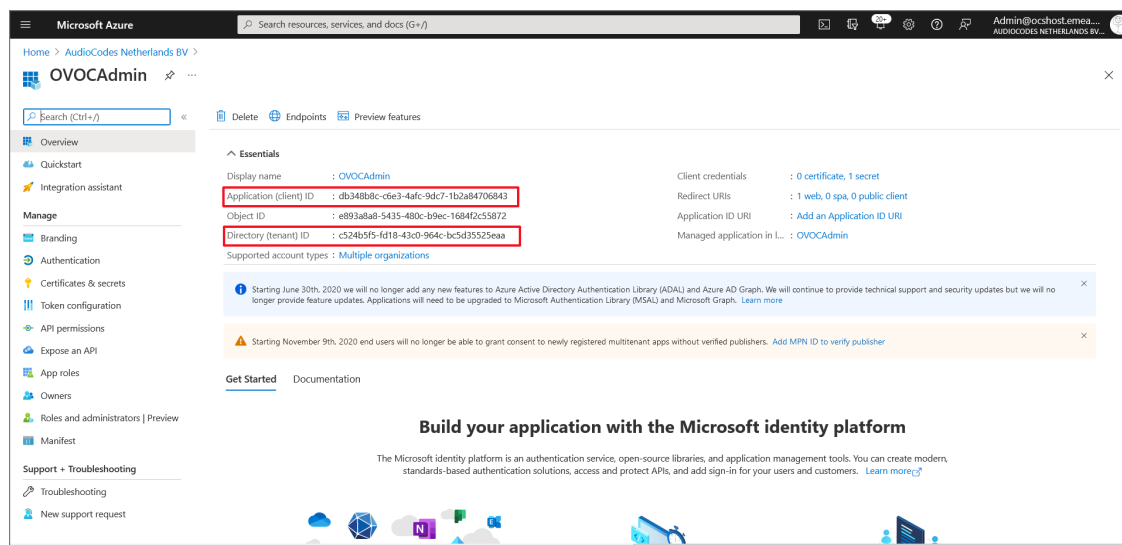 Microsoft Azure
Search resources, services, and docs (G+/)
20+
Admin@ocshost.emea....
AUDIOCODES NETHERLANDS BV...
Home > AudioCodes Netherlands BV >
OVOCAdmin
Search (Ctrl+/)
«
Delete
Endpoints
Preview features
Overview
Quickstart
Integration assistant
Manage
Branding
Authentication
Certificates & secrets
Token configuration
API permissions
Expose an API
App roles
Owners
Roles and administrators | Preview
Manifest
Support + Troubleshooting
Troubleshooting
New support request
Essentials
Display name : OVOCAdmin
Application (client) ID : db348b8c-c6e3-4afc-9dc7-1b2a84706843
Object ID : e893a8a8-5435-480c-b9ec-1684f2c55872
Directory (tenant) ID : c524b5f5-fd18-43c0-964c-bc5d35525eaa
Supported account types : Multiple organizations
Client credentials : 0 certificate, 1 secret
Redirect URIs : 1 web, 0 spa, 0 public client
Application ID URI : Add an Application ID URI
Managed application in l... : OVOCAdmin
Starting June 30th, 2020 we will no longer add any new features to Azure Active Directory Authentication Library (ADAL) and Azure AD Graph. We will continue to provide technical support and security updates but we will no
longer provide feature updates. Applications will need to be upgraded to Microsoft Authentication Library (MSAL) and Microsoft Graph. Learn more
Starting November 9th, 2020 end users will no longer be able to grant consent to newly registered multitenant apps without verified publishers. Add MPN ID to verify publisher
Get Started
Documentation
Build your application with the Microsoft identity platform
The Microsoft identity platform is an authentication service, open-source libraries, and application management tools. You can create modern,
standards-based authentication solutions, access and protect APIs, and add sign-in for your users and customers. Learn more